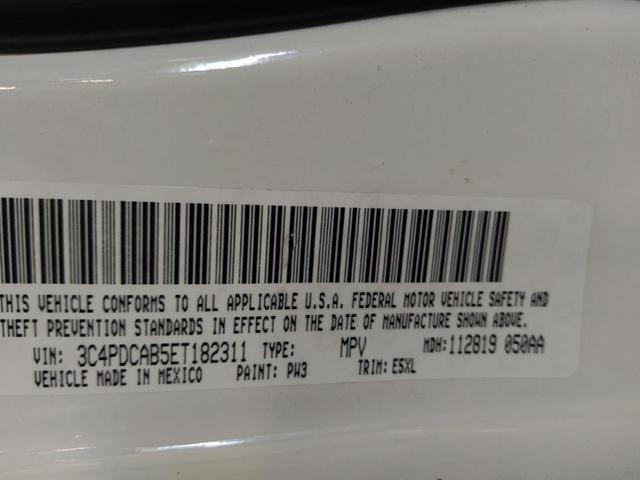 THIS VEHICLE CONFORMS TO ALL APPLICABLE U.S.A. FEDERAL MOTOR VEHICLE SAFETY AND
THEFT PREVENTION STANDARDS IN EFFECT ON THE DATE OF MANUFACTURE SHOWN ABOVE.
VIN: 3C4PDCAB5ET182311 TYPE: MPV MDH:112819 050AA
VEHICLE MADE IN MEXICO PAINT: PW3 TRIM: E5XL